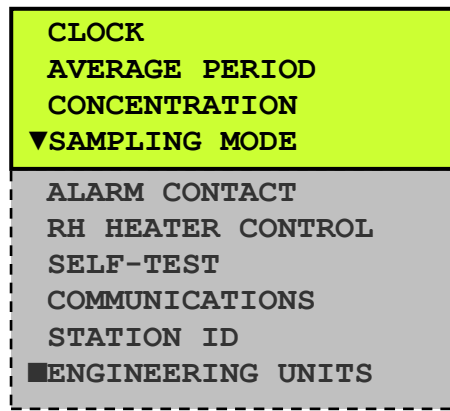 CLOCK
AVERAGE PERIOD
CONCENTRATION
▼SAMPLING MODE
ALARM CONTACT
RH HEATER CONTROL
SELF-TEST
COMMUNICATIONS
STATION ID
■ENGINEERING UNITS